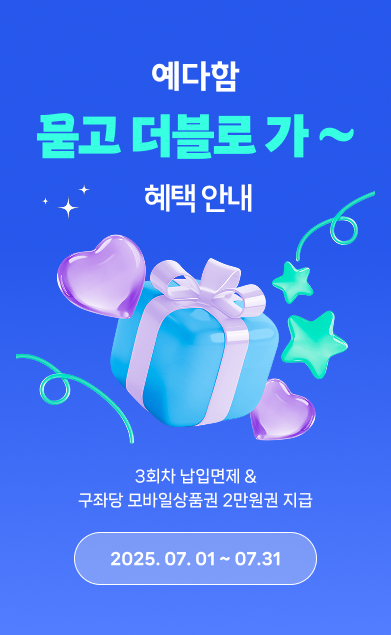 예다함
묻고 더블로 가 ~
혜택 안내
3회차 납입면제 &
구좌당 모바일상품권 2만원권 지급
2025. 07. 01 ~ 07.31